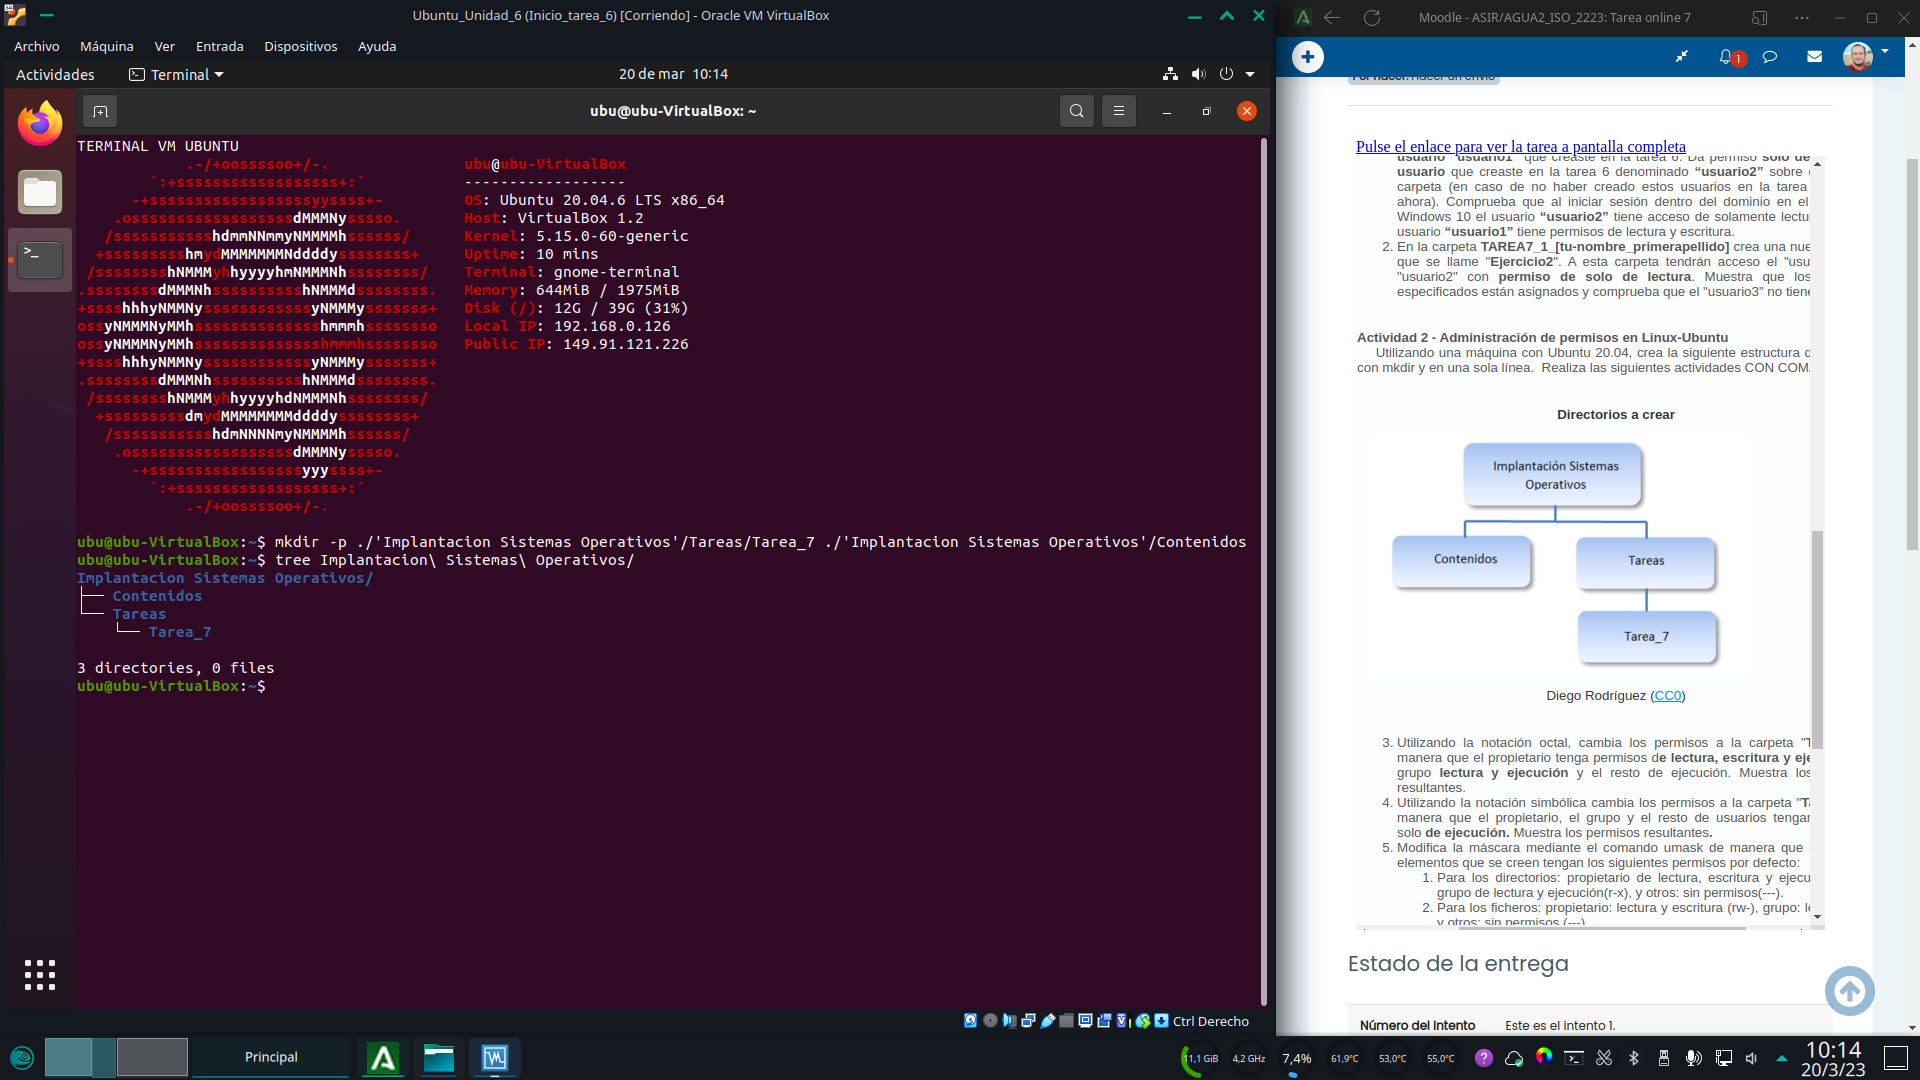 Ubuntu_Unidad_6 (Inicio_tarea_6) [Corriendo] - Oracle VM VirtualBox
Archivo Máquina Ver Entrada Dispositivos Ayuda
Actividades Terminal 20 de mar 10:14
ubu@ubu-VirtualBox: ~
TERMINAL VM UBUNTU
ubu@ubu-VirtualBox
------------------
OS: Ubuntu 20.04.6 LTS x86_64
Host: VirtualBox 1.2
Kernel: 5.15.0-60-generic
Uptime: 10 mins
Terminal: gnome-terminal
Memory: 644MiB / 1975MiB
Disk (/): 12G / 39G (31%)
Local IP: 192.168.0.126
Public IP: 149.91.121.226
ubu@ubu-VirtualBox:~$ mkdir -p ./'Implantacion Sistemas Operativos'/Tareas/Tarea_7 ./'Implantacion Sistemas Operativos'/Contenidos
ubu@ubu-VirtualBox:~$ tree Implantacion\ Sistemas\ Operativos/
Implantacion Sistemas Operativos/
├── Contenidos
└── Tareas
    └── Tarea_7
3 directories, 0 files
ubu@ubu-VirtualBox:~$
Ctrl Derecho
Moodle - ASIR/AGUA2_ISO_2223: Tarea online 7
1
Pulse el enlace para ver la tarea a pantalla completa
usuario "usuario1" que creaste en la tarea 6. Da permiso solo de
usuario que creaste en la tarea 6 denominado “usuario2” sobre
carpeta (en caso de no haber creado estos usuarios en la tarea
ahora). Comprueba que al iniciar sesión dentro del dominio en el
Windows 10 el usuario “usuario2” tiene acceso de solamente lectu
usuario “usuario1” tiene permisos de lectura y escritura.
2. En la carpeta TAREA7_1_[tu-nombre_primerapellido] crea una nue
que se llame "Ejercicio2". A esta carpeta tendrán acceso el "usu
"usuario2" con permiso de solo de lectura. Muestra que los
especificados están asignados y comprueba que el "usuario3" no tiene
Actividad 2 - Administración de permisos en Linux-Ubuntu
Utilizando una máquina con Ubuntu 20.04, crea la siguiente estructura d
con mkdir y en una sola línea. Realiza las siguientes actividades CON COM
Directorios a crear
Implantación Sistemas
Operativos
Contenidos
Tareas
Tarea_7
Diego Rodríguez (CC0)
3. Utilizando la notación octal, cambia los permisos a la carpeta "T
manera que el propietario tenga permisos de lectura, escritura y eje
grupo lectura y ejecución y el resto de ejecución. Muestra los
resultantes.
4. Utilizando la notación simbólica cambia los permisos a la carpeta "Ta
manera que el propietario, el grupo y el resto de usuarios tengan
solo de ejecución. Muestra los permisos resultantes.
5. Modifica la máscara mediante el comando umask de manera que
elementos que se creen tengan los siguientes permisos por defecto:
1. Para los directorios: propietario de lectura, escritura y ejecu
grupo de lectura y ejecución(r-x), y otros: sin permisos(---).
2. Para los ficheros: propietario: lectura y escritura (rw-), grupo: le
y otros: sin permisos (---)
Estado de la entrega
Número del Intento Este es el intento 1.
Principal
11,1 GiB 4,2 GHz 7,4% 61,9°C 53,0°C 55,0°C
10:14
20/3/23